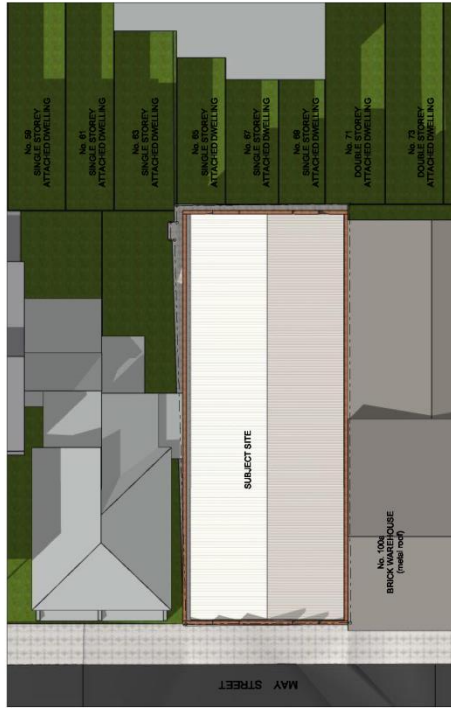 No. 59
SINGLE STOREY
ATTACHED DWELLING
No. 61
SINGLE STOREY
ATTACHED DWELLING
No. 63
SINGLE STOREY
ATTACHED DWELLING
No. 65
SINGLE STOREY
ATTACHED DWELLING
No. 67
SINGLE STOREY
ATTACHED DWELLING
No. 69
SINGLE STOREY
ATTACHED DWELLING
No. 71
DOUBLE STOREY
ATTACHED DWELLING
No. 73
DOUBLE STOREY
ATTACHED DWELLING
SUBJECT SITE
No. 100a
BRICK WAREHOUSE
(metal roof)
MAY STREET